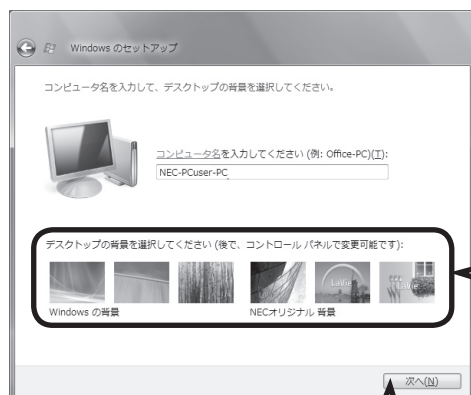 Windows のセットアップ
コンピュータ名を入力して、デスクトップの背景を選択してください。
コンピュータ名を入力してください (例: Office-PC)(T):
NEC-PCuser-PC
デスクトップの背景を選択してください (後で、コントロール パネルで変更可能です):
LaVie
LaVie
Windows の背景
NECオリジナル 背景
次へ(N)